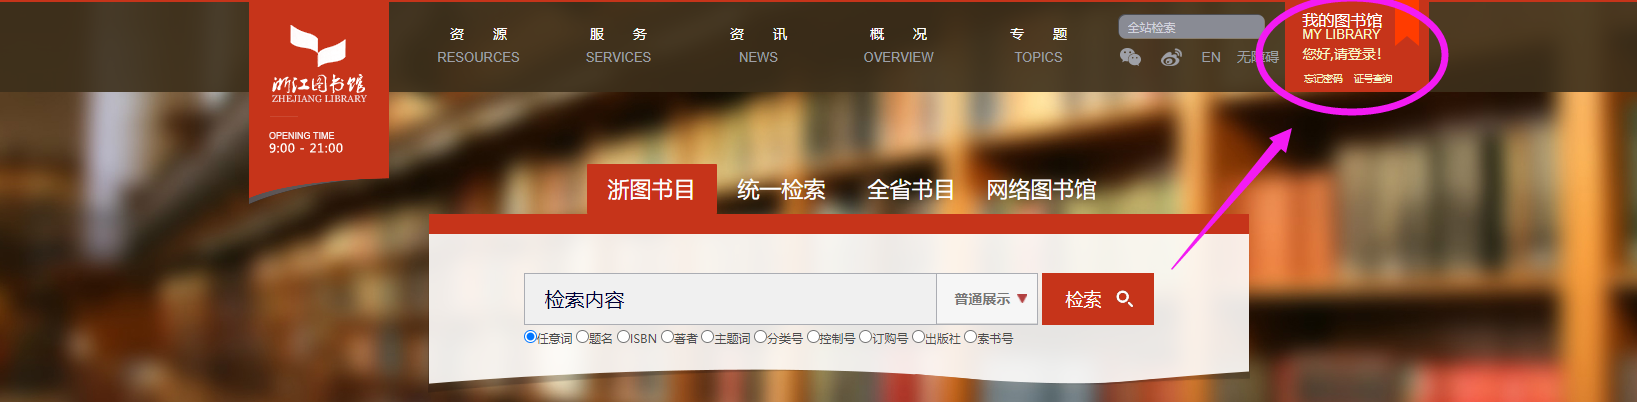 浙江图书馆
ZHEJIANG LIBRARY
OPENING TIME
9:00 - 21:00
资 源
RESOURCES
服 务
SERVICES
资 讯
NEWS
概 况
OVERVIEW
专 题
TOPICS
全站检索
EN 无障碍
我的图书馆
MY LIBRARY
您好,请登录!
忘记密码 证号查询
浙图书目 统一检索 全省书目 网络图书馆
检索内容 普通展示 检索
任意词 题名 ISBN 著者 主题词 分类号 控制号 订购号 出版社 索书号